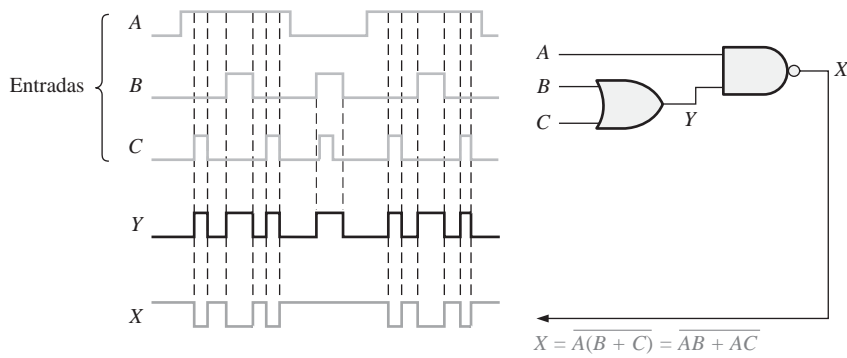 Entradas
A
B
C
Y
X
A
B
C
Y
X
X = \overline{A(B + C)} = \overline{AB + AC}